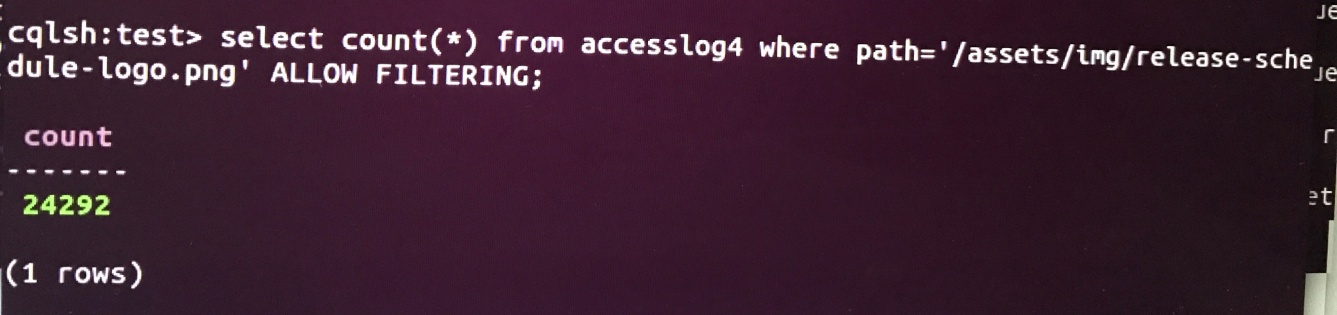 cqlsh:test> select count(*) from accesslog4 where path='/assets/img/release-sche
dule-logo.png' ALLOW FILTERING;
count
-------
24292
(1 rows)